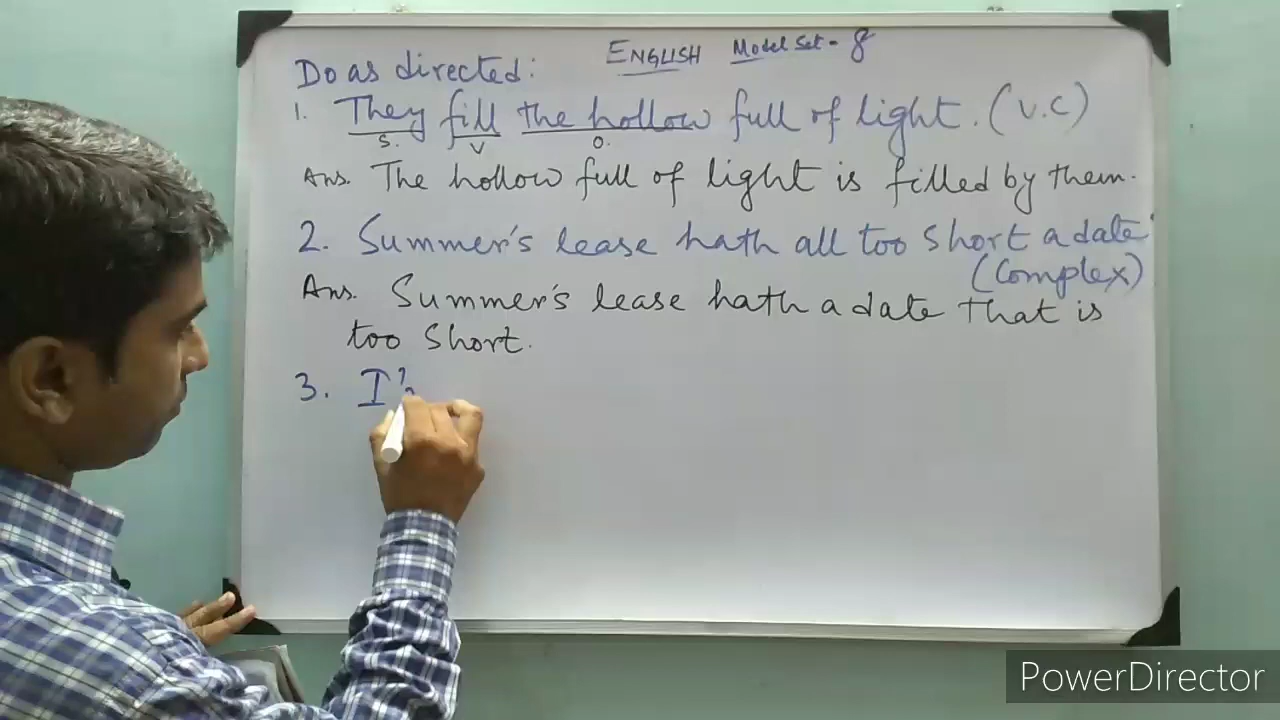 ENGLISH Model Set - 8
Do as directed:
1. They fill the hollow full of light. (V.C)
S. V O.
Ans. The hollow full of light is filled by them.
2. Summer's lease hath all too short a date
(Complex)
Ans. Summer's lease hath a date that is
too short.
3. I'
PowerDirector